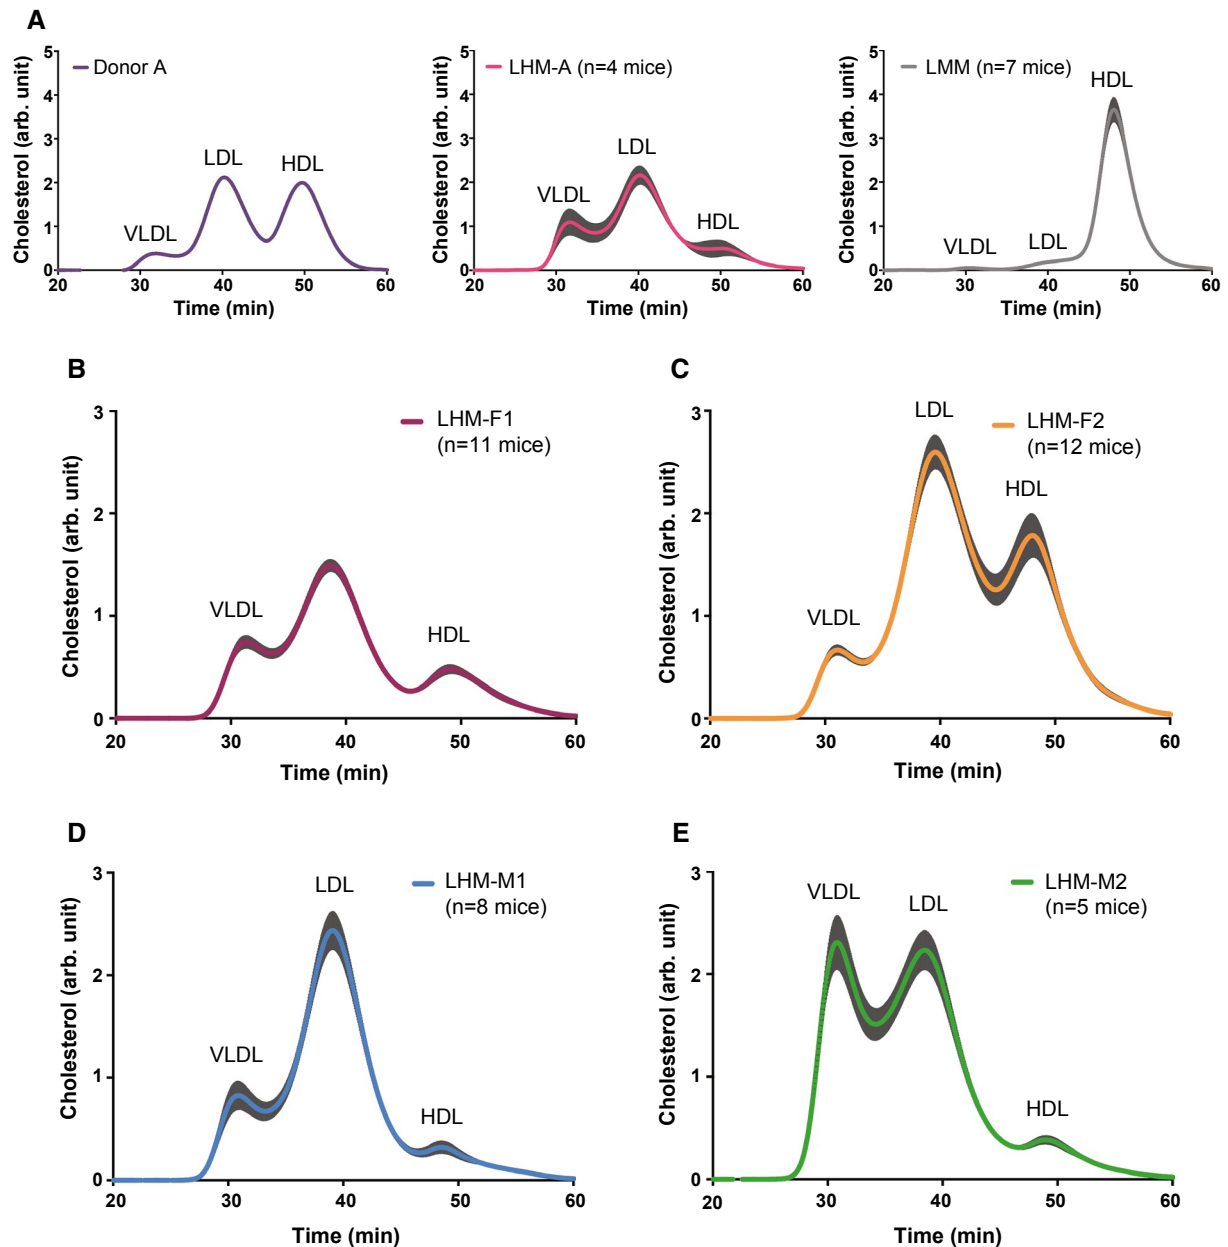 A
Donor A
LHM-A (n=4 mice)
LMM (n=7 mice)
Cholesterol (arb. unit)
5
4
3
2
1
0
VLDL
LDL
HDL
20
30
40
50
60
Time (min)
Cholesterol (arb. unit)
5
4
3
2
1
0
VLDL
LDL
HDL
20
30
40
50
60
Time (min)
Cholesterol (arb. unit)
5
4
3
2
1
0
VLDL
LDL
HDL
20
30
40
50
60
Time (min)
B
LHM-F1
(n=11 mice)
Cholesterol (arb. unit)
3
2
1
0
VLDL
HDL
20
30
40
50
60
Time (min)
C
LHM-F2
(n=12 mice)
Cholesterol (arb. unit)
3
2
1
0
VLDL
LDL
HDL
20
30
40
50
60
Time (min)
D
LHM-M1
(n=8 mice)
Cholesterol (arb. unit)
3
2
1
0
VLDL
LDL
HDL
20
30
40
50
60
Time (min)
E
LHM-M2
(n=5 mice)
Cholesterol (arb. unit)
3
2
1
0
VLDL
LDL
HDL
20
30
40
50
60
Time (min)